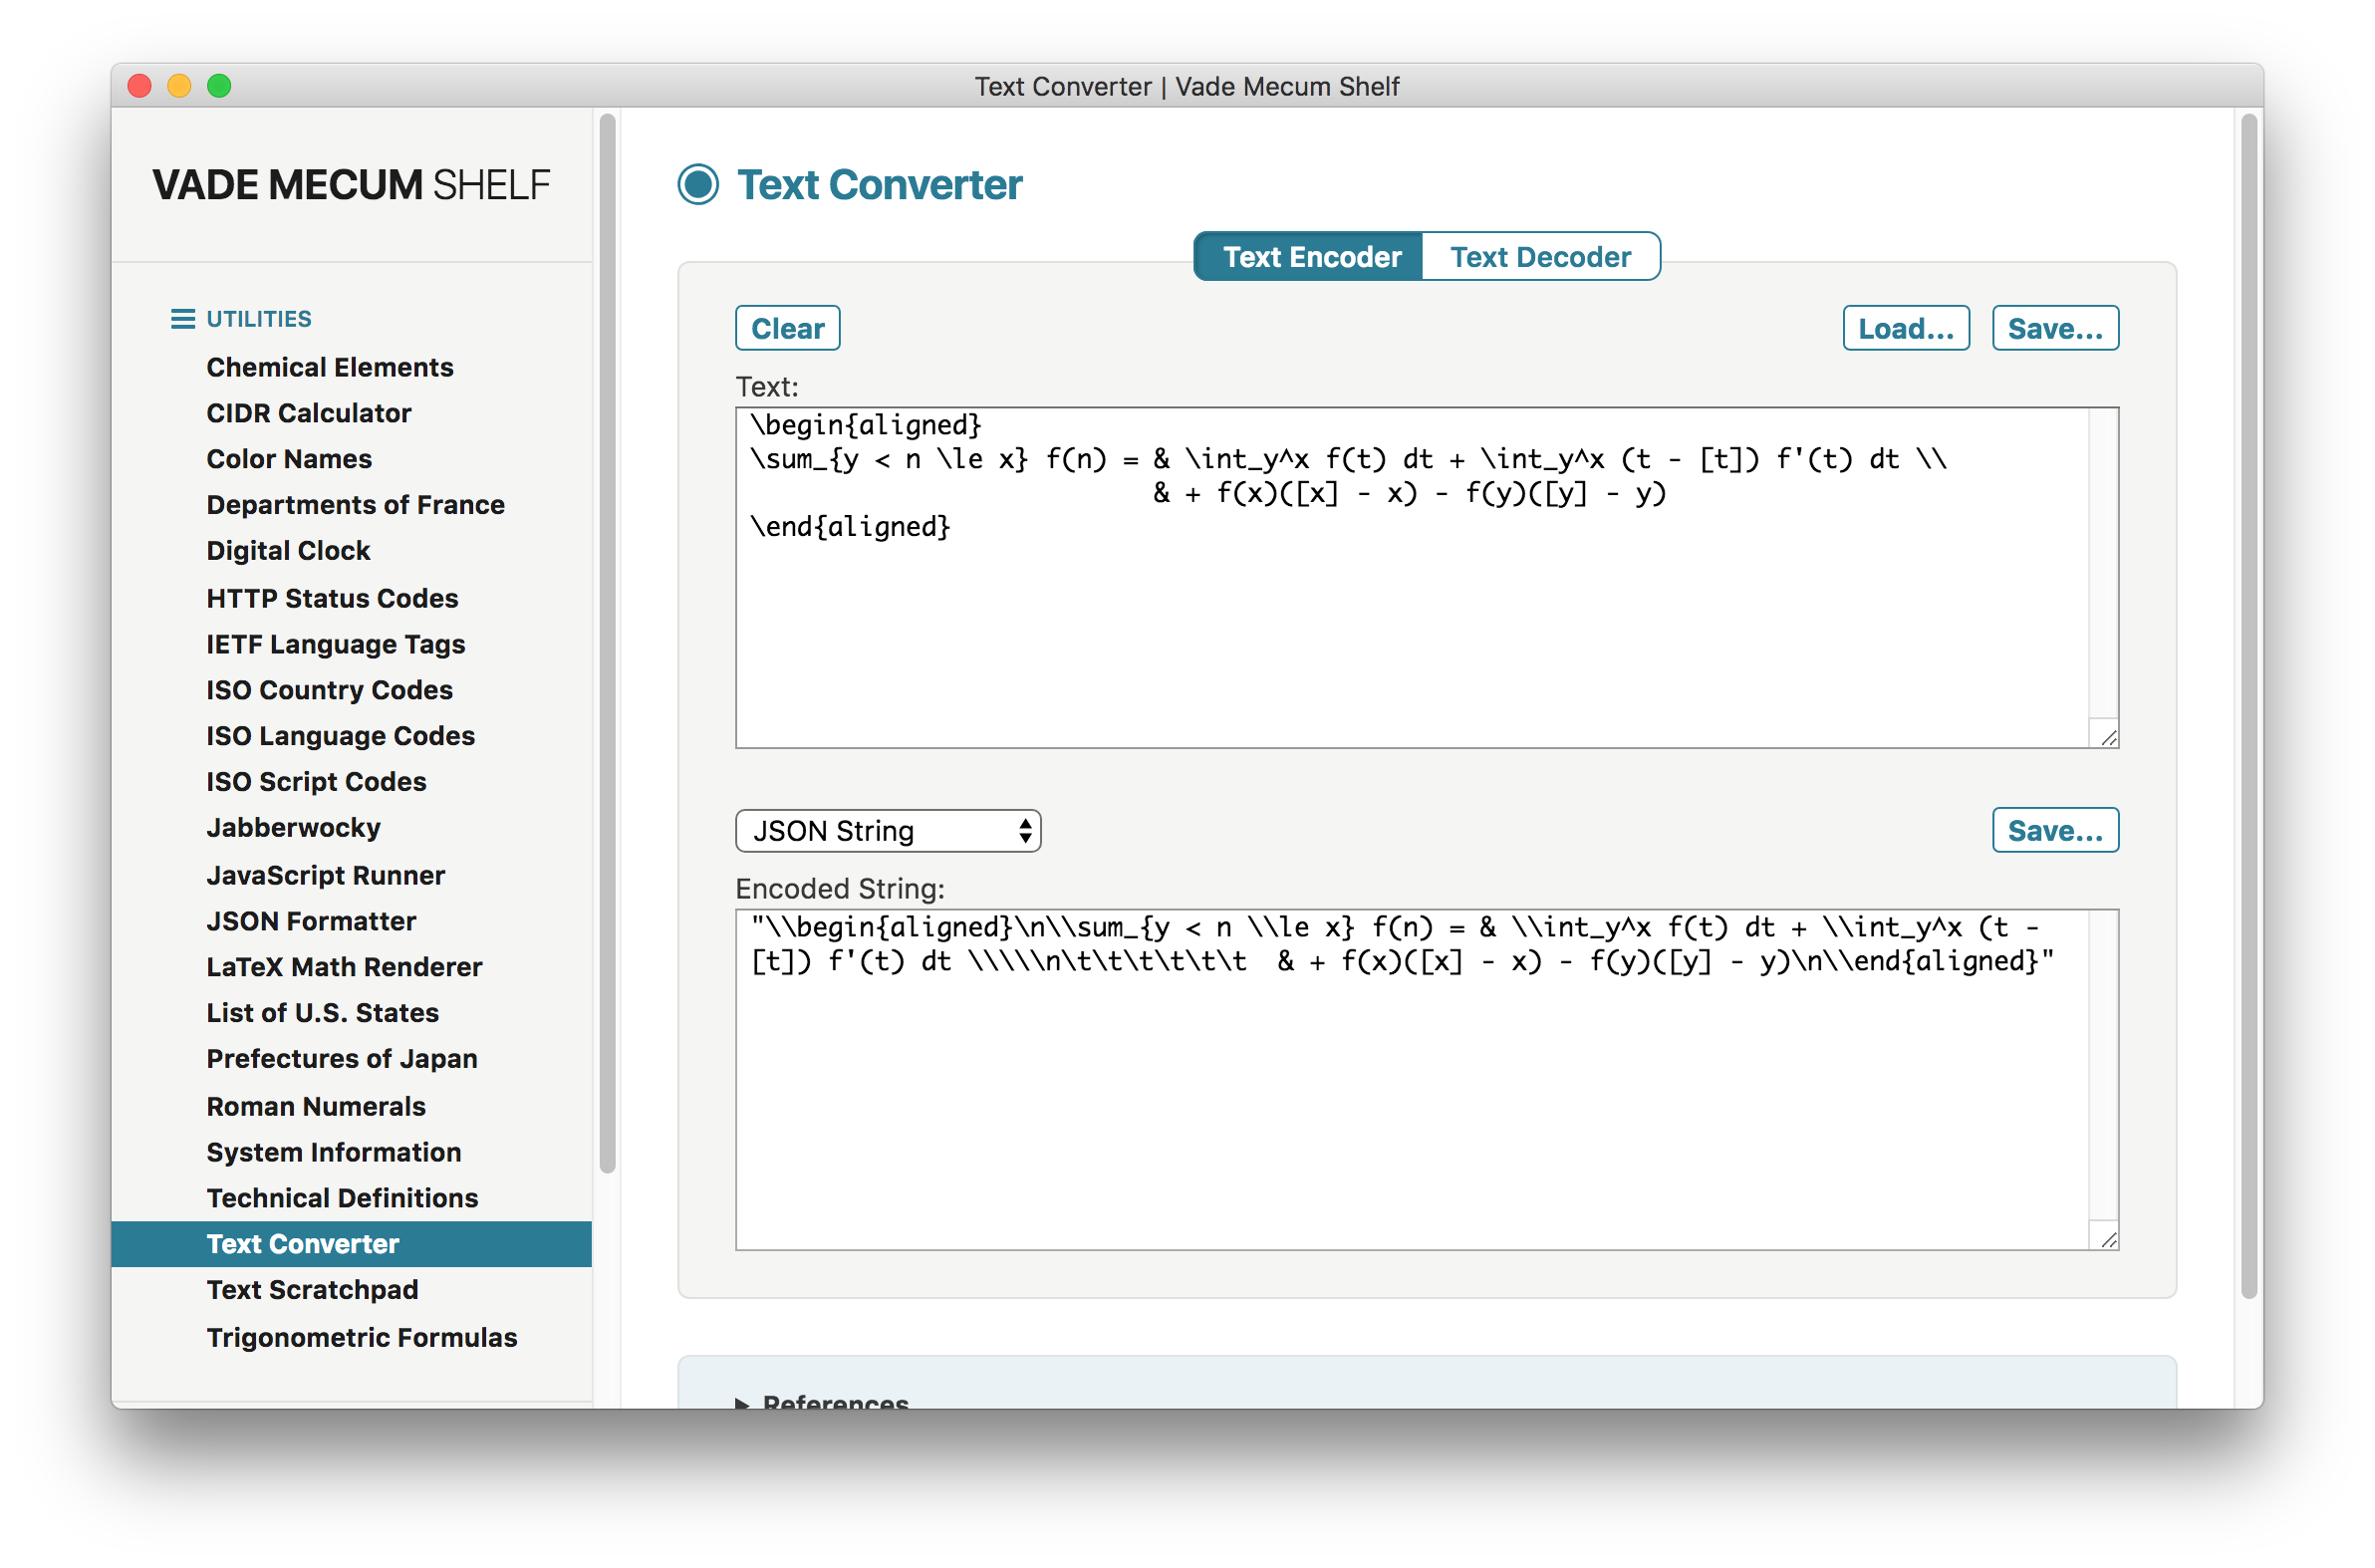 Text Converter | Vade Mecum Shelf
VADE MECUM SHELF
UTILITIES
Chemical Elements
CIDR Calculator
Color Names
Departments of France
Digital Clock
HTTP Status Codes
IETF Language Tags
ISO Country Codes
ISO Language Codes
ISO Script Codes
Jabberwocky
JavaScript Runner
JSON Formatter
LaTeX Math Renderer
List of U.S. States
Prefectures of Japan
Roman Numerals
System Information
Technical Definitions
Text Converter
Text Scratchpad
Trigonometric Formulas
Text Converter
Text Encoder Text Decoder
Clear Load... Save...
Text:
\begin{aligned}
\sum_{y < n \le x} f(n) = & \int_y^x f(t) dt + \int_y^x (t - [t]) f'(t) dt \\
& + f(x)([x] - x) - f(y)([y] - y)
\end{aligned}
JSON String Save...
Encoded String:
"\\begin{aligned}\n\\sum_{y < n \\le x} f(n) = & \\int_y^x f(t) dt + \\int_y^x (t -
[t]) f'(t) dt \\\\\n\t\t\t\t\t\t  & + f(x)([x] - x) - f(y)([y] - y)\n\\end{aligned}"
References